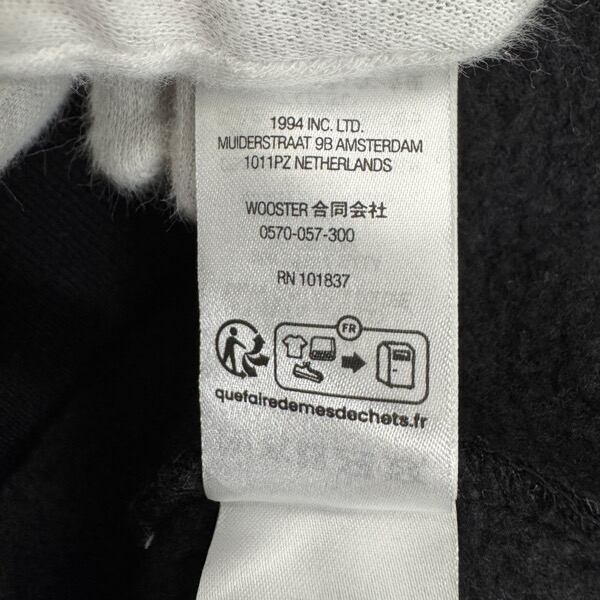 1994 INC. LTD.
MUIDERSTRAAT 9B AMSTERDAM
1011PZ NETHERLANDS
WOOSTER 合同会社
0570-057-300
RN 101837
FR
quefairedemesdechets.fr